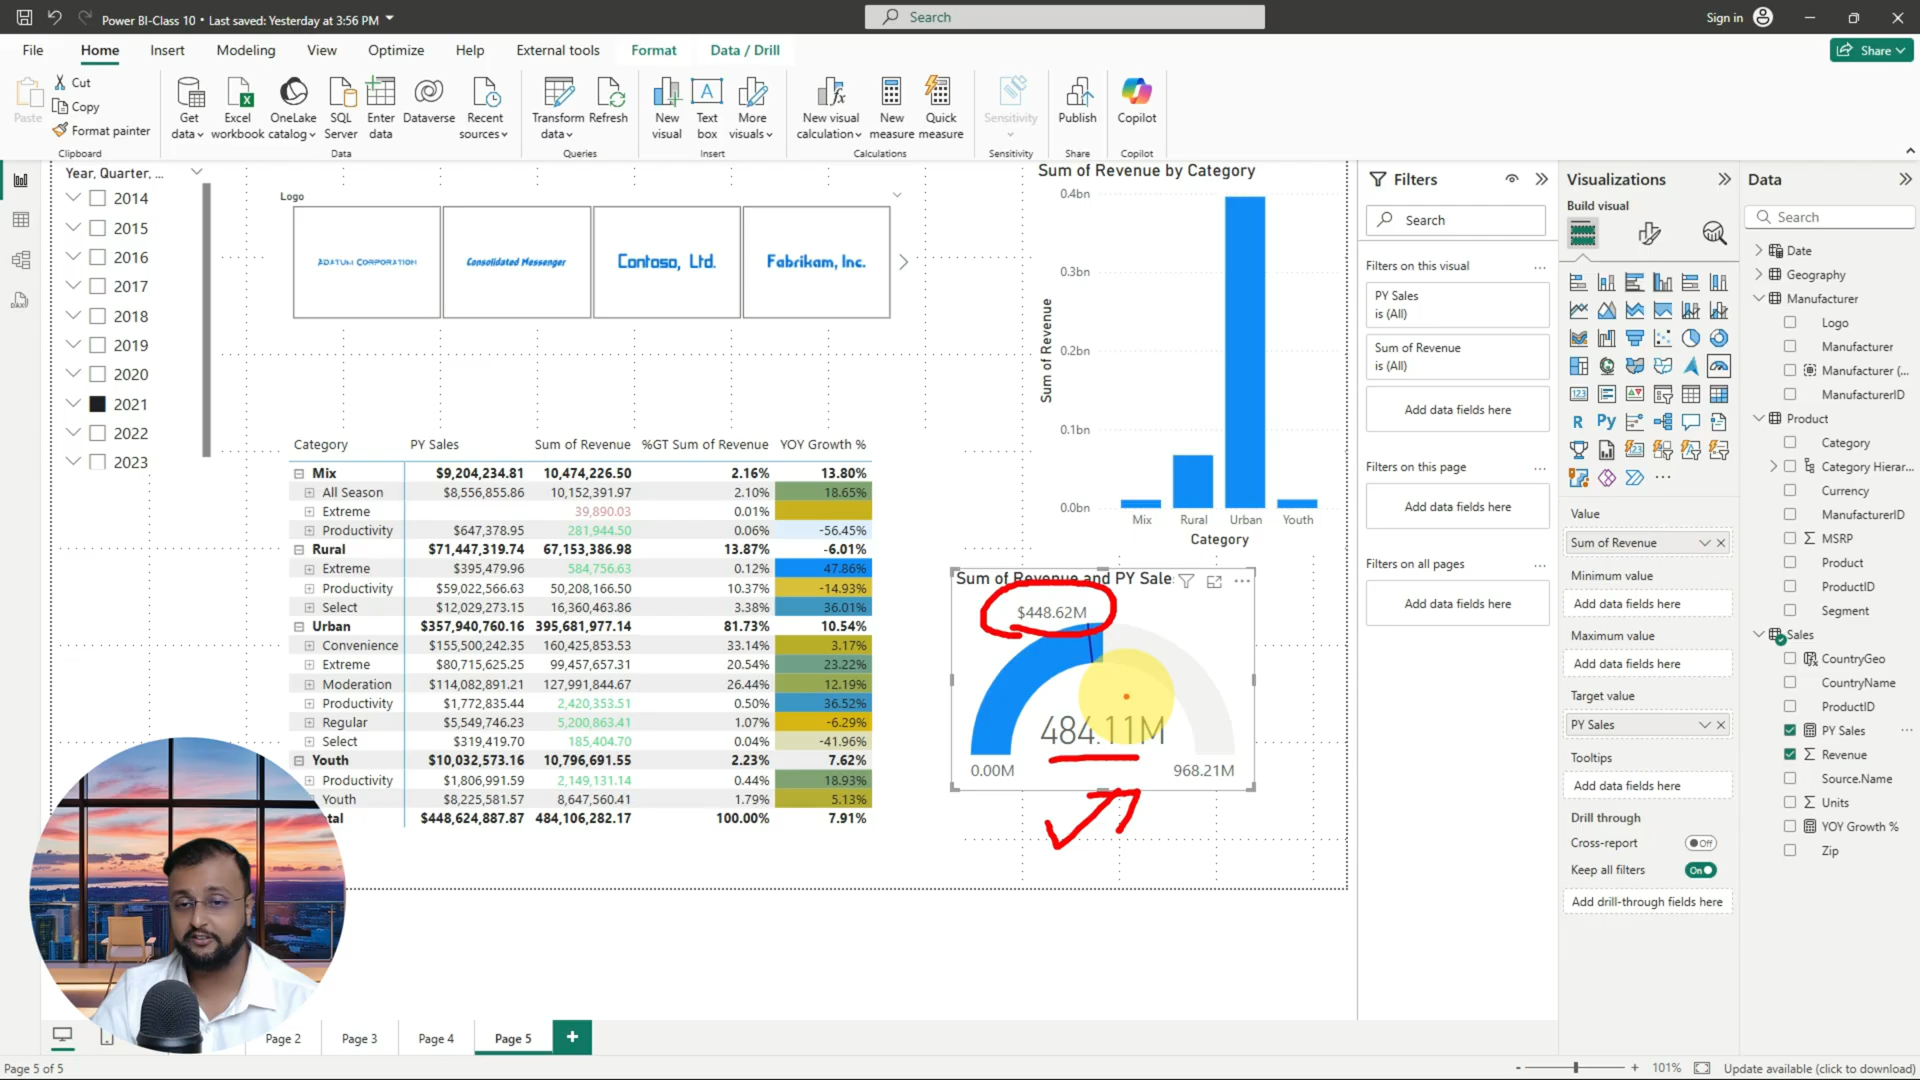 Power BI-Class 10 • Last saved: Yesterday at 3:56 PM
Search
Sign in
File
Home
Insert
Modeling
View
Optimize
Help
External tools
Format
Data / Drill
Share
Paste
Cut
Copy
Format painter
Clipboard
Get data
Excel workbook
OneLake catalog
SQL Server
Enter data
Dataverse
Recent sources
Data
Transform data
Refresh
Queries
New visual
Text box
More visuals
Insert
New visual calculation
New measure
Quick measure
Calculations
Sensitivity
Sensitivity
Publish
Share
Copilot
Copilot
Year, Quarter, ...
2014
2015
2016
2017
2018
2019
2020
2021
2022
2023
Logo
ADATUM CORPORATION
Consolidated Messenger
Contoso, Ltd.
Fabrikam, Inc.
Category PY Sales Sum of Revenue %GT Sum of Revenue YOY Growth %
Mix $9,204,234.81 10,474,226.50 2.16% 13.80%
All Season $8,556,855.86 10,152,391.97 2.10% 18.65%
Extreme 39,890.03 0.01%
Productivity $647,378.95 281,944.50 0.06% -56.45%
Rural $71,447,319.74 67,153,386.98 13.87% -6.01%
Extreme $395,479.96 584,756.63 0.12% 47.86%
Productivity $59,022,566.63 50,208,166.50 10.37% -14.93%
Select $12,029,273.15 16,360,463.86 3.38% 36.01%
Urban $357,940,760.16 395,681,977.14 81.73% 10.54%
Convenience $155,500,242.35 160,425,853.53 33.14% 3.17%
Extreme $80,715,625.25 99,457,657.31 20.54% 23.22%
Moderation $114,082,891.21 127,991,844.67 26.44% 12.19%
Productivity $1,772,835.44 2,420,353.51 0.50% 36.52%
Regular $5,549,746.23 5,200,863.41 1.07% -6.29%
Select $319,419.70 185,404.70 0.04% -41.96%
Youth $10,032,573.16 10,796,691.55 2.23% 7.62%
Productivity $1,806,991.59 2,149,131.14 0.44% 18.93%
Youth $8,225,581.57 8,647,560.41 1.79% 5.13%
tal $448,624,887.87 484,106,282.17 100.00% 7.91%
Sum of Revenue by Category
Sum of Revenue
0.4bn
0.3bn
0.2bn
0.1bn
0.0bn
Mix Rural Urban Youth
Category
Sum of Revenue and PY Sale
$448.62M
484.11M
0.00M
968.21M
Filters
Search
Filters on this visual ...
PY Sales
is (All)
Sum of Revenue
is (All)
Add data fields here
Filters on this page ...
Add data fields here
Filters on all pages ...
Add data fields here
Visualizations
Build visual
R
Py
123
Value
Sum of Revenue
Minimum value
Add data fields here
Maximum value
Add data fields here
Target value
PY Sales
Tooltips
Add data fields here
Drill through
Cross-report Off
Keep all filters On
Add drill-through fields here
Data
Search
Date
Geography
Manufacturer
Logo
Manufacturer
Manufacturer (...
ManufacturerID
Product
Category
Category Hierar...
Currency
ManufacturerID
MSRP
Product
ProductID
Segment
Sales
CountryGeo
CountryName
ProductID
PY Sales ...
Revenue
Source.Name
Units
YOY Growth %
Zip
Page 2
Page 3
Page 4
Page 5
Page 5 of 5
101%
Update available (click to download)